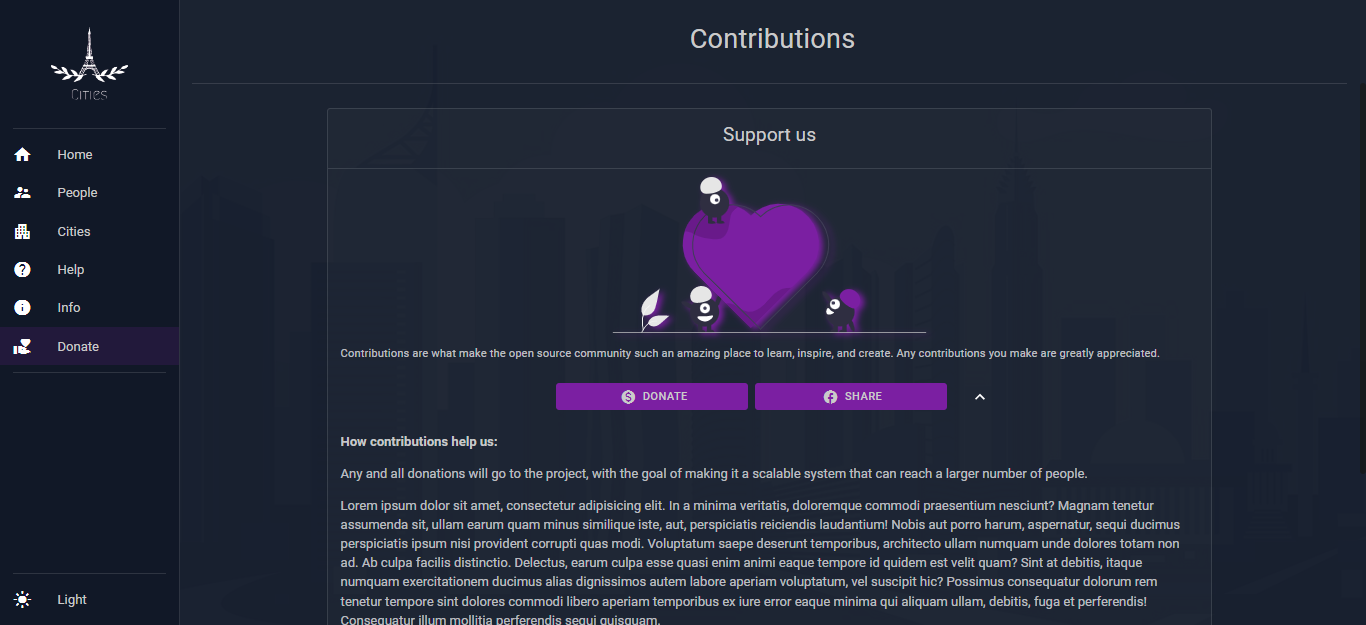 Cities
Home
People
Cities
Help
Info
Donate
Light
Contributions
Support us
Contributions are what make the open source community such an amazing place to learn, inspire, and create. Any contributions you make are greatly appreciated.
DONATE
SHARE
How contributions help us:
Any and all donations will go to the project, with the goal of making it a scalable system that can reach a larger number of people.
Lorem ipsum dolor sit amet, consectetur adipisicing elit. In a minima veritatis, doloremque commodi praesentium nesciunt? Magnam tenetur
assumenda sit, ullam earum quam minus similique iste, aut, perspiciatis reiciendis laudantium! Nobis aut porro harum, aspernatur, sequi ducimus
perspiciatis ipsum nisi provident corrupti quas modi. Voluptatum saepe deserunt temporibus, architecto ullam numquam unde dolores totam non
ad. Ab culpa facilis distinctio. Delectus, earum culpa esse quasi enim animi eaque tempore id quidem est velit quam? Sint at debitis, itaque
numquam exercitationem ducimus alias dignissimos autem labore aperiam voluptatum, vel suscipit hic? Possimus consequatur dolorum rem
tenetur tempore sint dolores commodi libero aperiam temporibus ex iure error eaque minima qui aliquam ullam, debitis, fuga et perferendis!
Consequatur illum mollitia perferendis sequi quisquam.